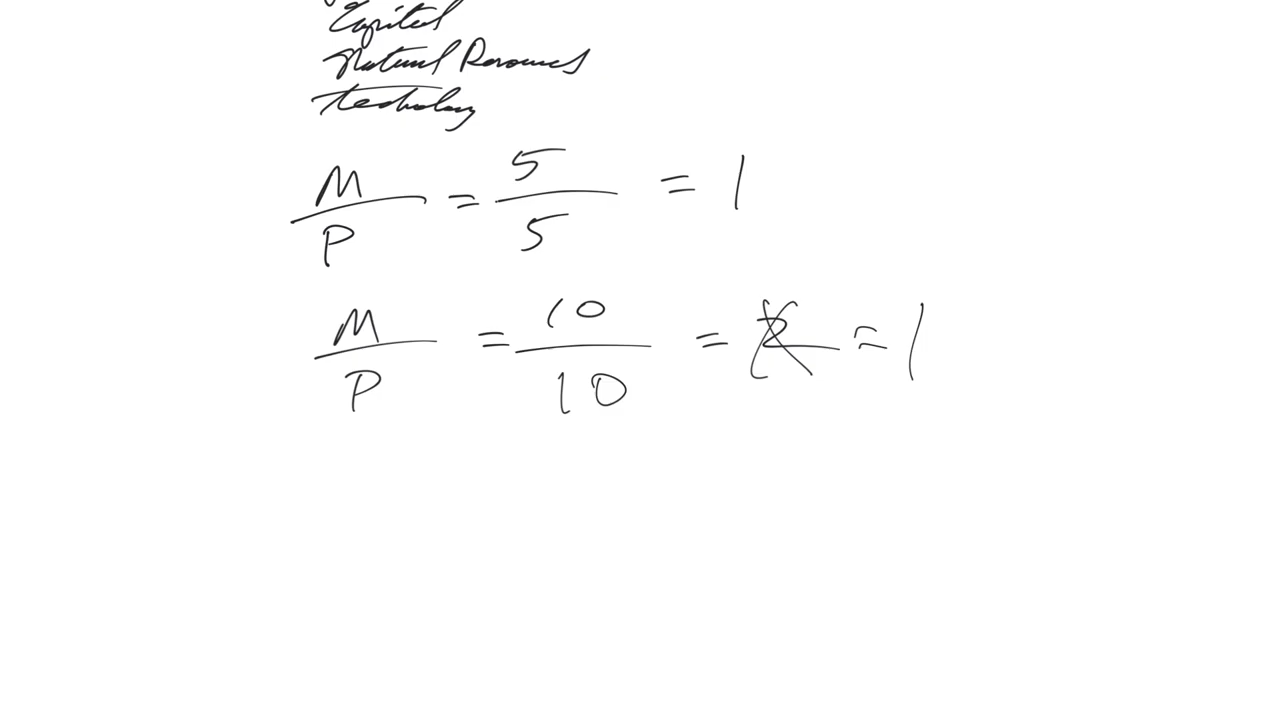 Capital
Natural Resources
Technology
M/P = 5/5 = 1
M/P = 10/10 = 2 = 1